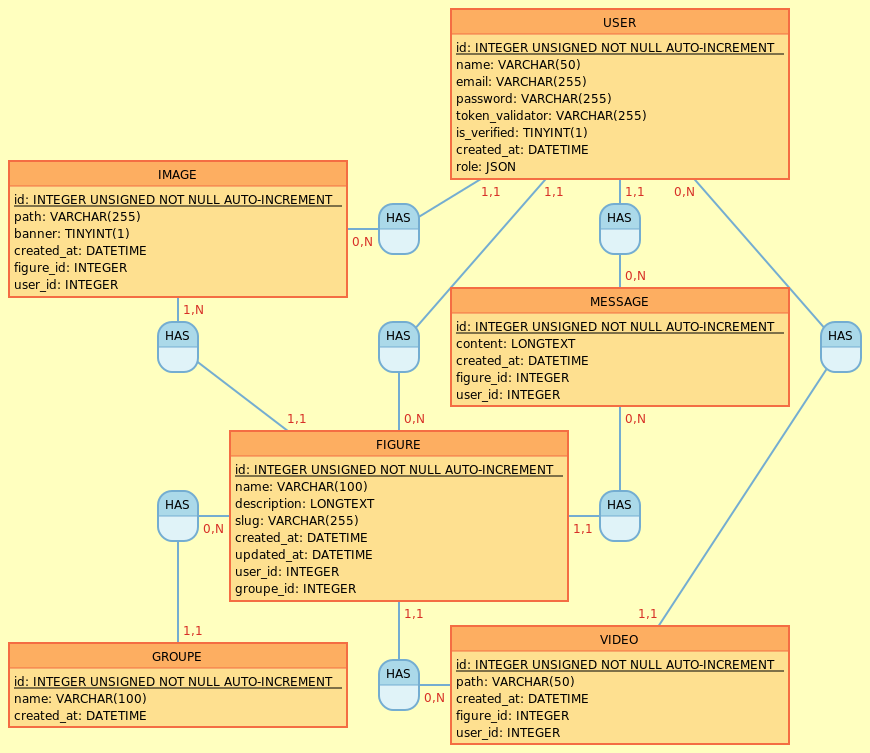 USER
id: INTEGER UNSIGNED NOT NULL AUTO-INCREMENT
name: VARCHAR(50)
email: VARCHAR(255)
password: VARCHAR(255)
token_validator: VARCHAR(255)
is_verified: TINYINT(1)
created_at: DATETIME
role: JSON
IMAGE
id: INTEGER UNSIGNED NOT NULL AUTO-INCREMENT
path: VARCHAR(255)
banner: TINYINT(1)
created_at: DATETIME
figure_id: INTEGER
user_id: INTEGER
1,1
1,1
1,1
0,N
HAS
HAS
0,N
0,N
MESSAGE
id: INTEGER UNSIGNED NOT NULL AUTO-INCREMENT
content: LONGTEXT
created_at: DATETIME
figure_id: INTEGER
user_id: INTEGER
1,N
HAS
HAS
HAS
1,1
0,N
0,N
FIGURE
id: INTEGER UNSIGNED NOT NULL AUTO-INCREMENT
name: VARCHAR(100)
description: LONGTEXT
slug: VARCHAR(255)
created_at: DATETIME
updated_at: DATETIME
user_id: INTEGER
groupe_id: INTEGER
HAS
0,N
1,1
HAS
1,1
1,1
1,1
GROUPE
id: INTEGER UNSIGNED NOT NULL AUTO-INCREMENT
name: VARCHAR(100)
created_at: DATETIME
HAS
0,N
VIDEO
id: INTEGER UNSIGNED NOT NULL AUTO-INCREMENT
path: VARCHAR(50)
created_at: DATETIME
figure_id: INTEGER
user_id: INTEGER